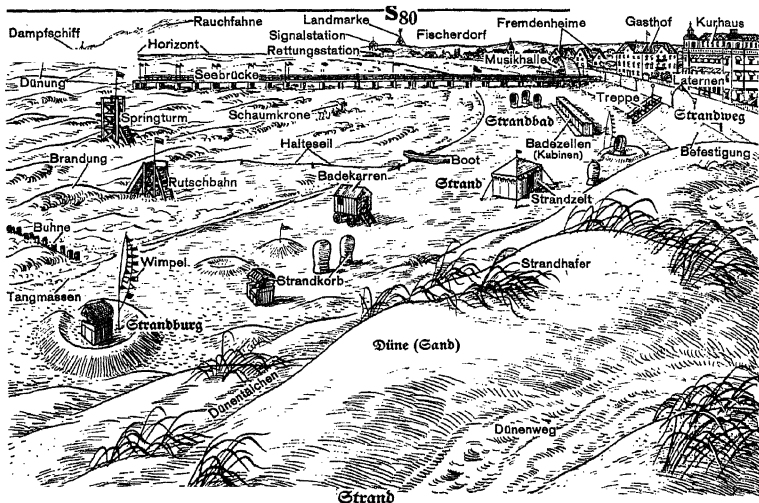 S80
Rauchfahne
Landmarke
Fremdenheime
Gasthof
Kurhaus
Dampfschiff
Signalstation
Fischerdorf
Horizont
Rettungsstation
Musikhalle
Dünung
Seebrücke
Laternen
Treppe
Springturm
Schaumkrone
Strandbad
Strandweg
Badezellen
(Kabinen)
Halteseil
Brandung
Boot
Befestigung
Rutschbahn
Badekarren
Strand
Strandzelt
Buhne
Wimpel
Strandkorb
Strandhafer
Tangmassen
Strandburg
Düne (Sand)
Dünentälchen
Dünenweg
Strand